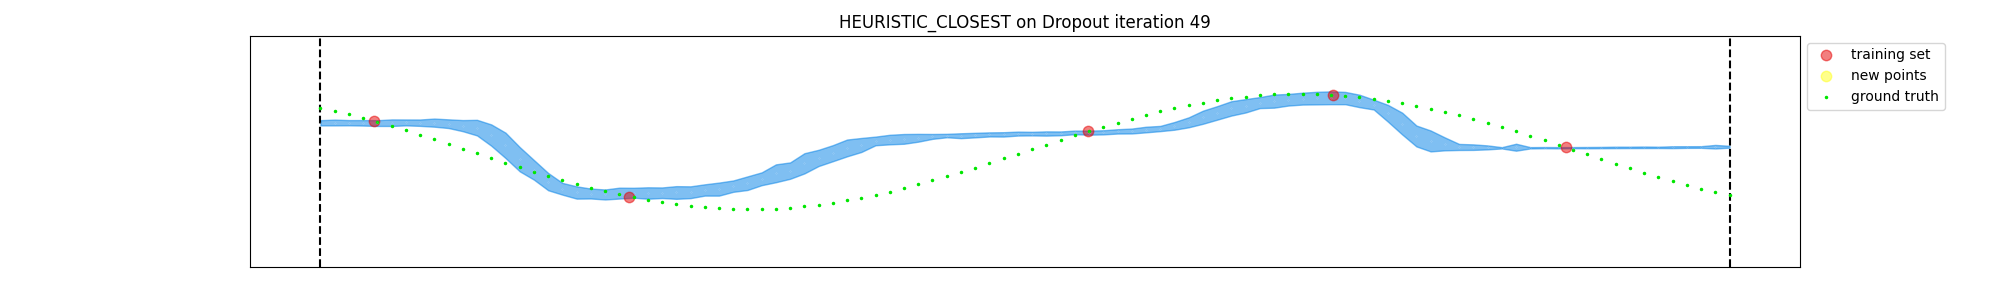 HEURISTIC_CLOSEST on Dropout iteration 49
training set
new points
ground truth